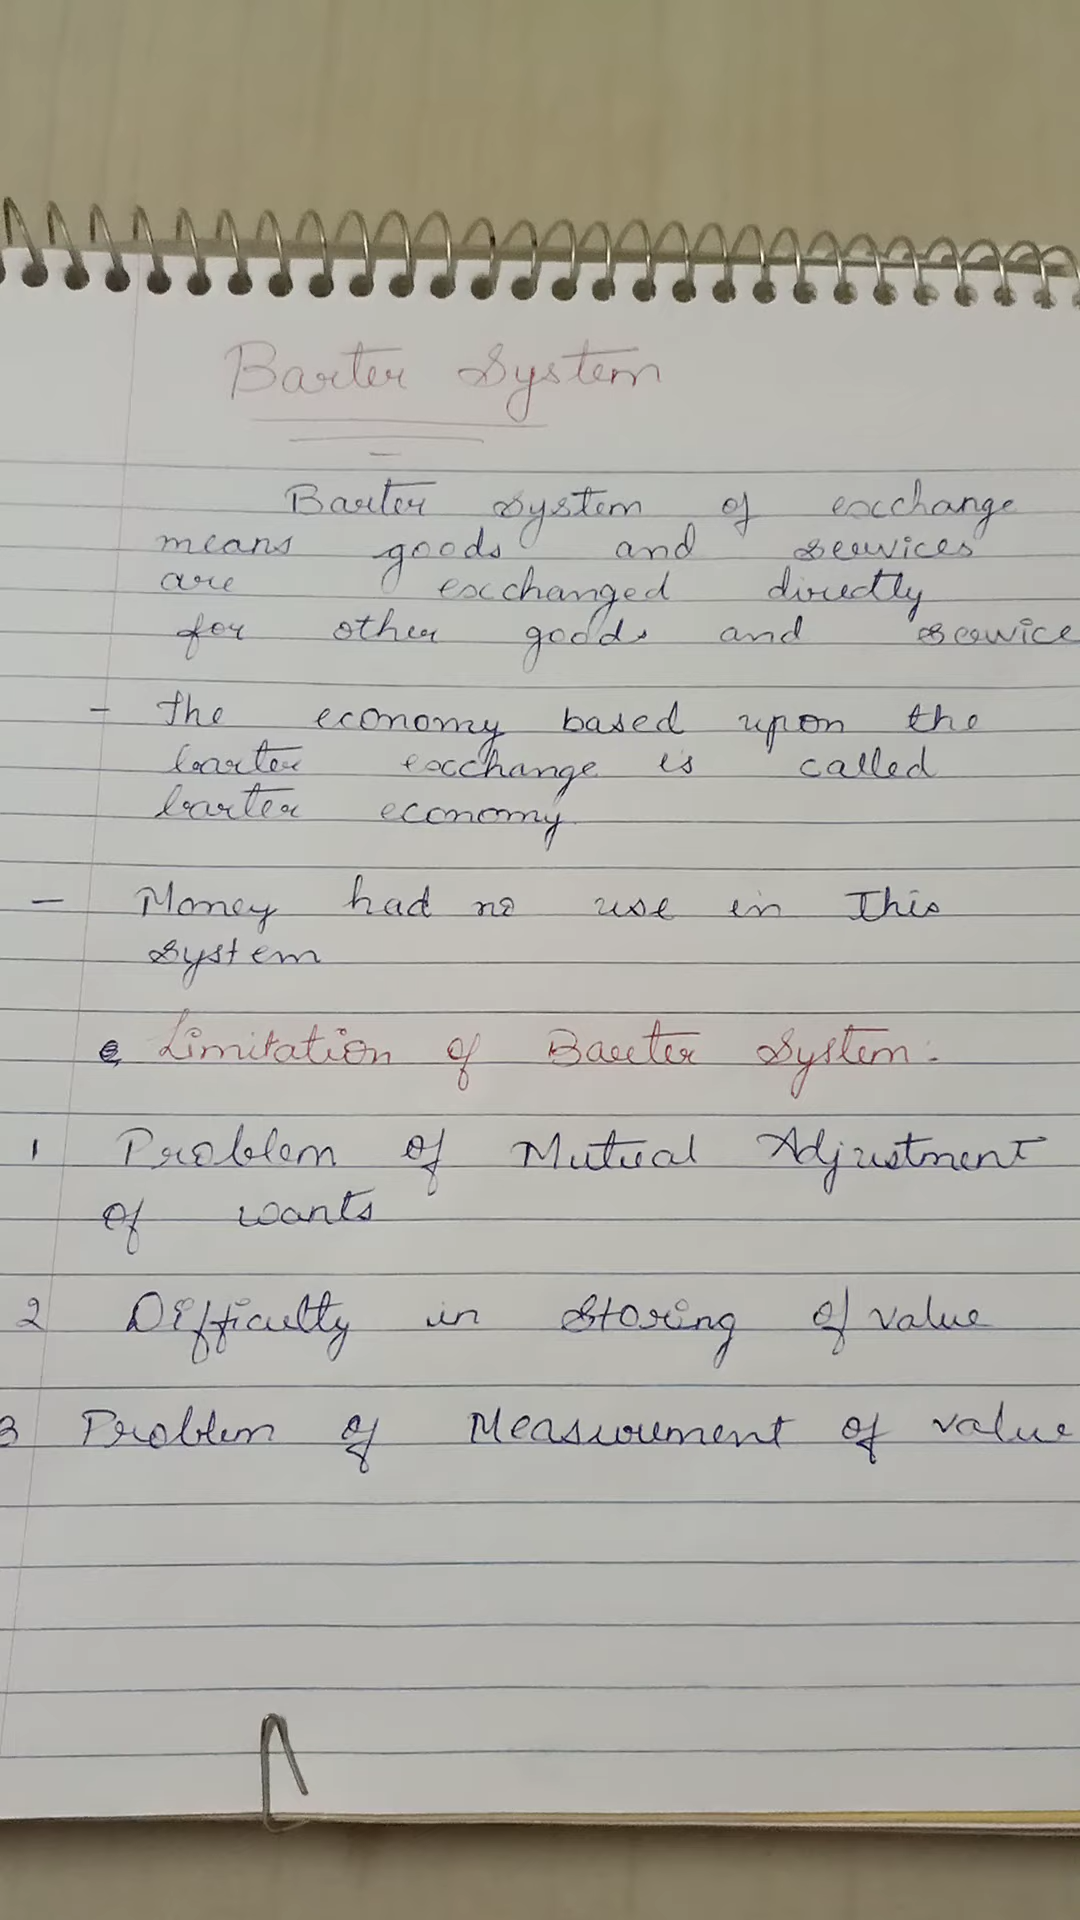 Barter System
Barter system of exchange
means goods and services
are exchanged directly
for other goods and service
- The economy based upon the
barter exchange is called
barter economy.
- Money had no use in This
system
Limitation of Barter System:
1 Problem of Mutual Adjustment
of wants
2 Difficulty in Storing of value
3 Problem of Measurement of value